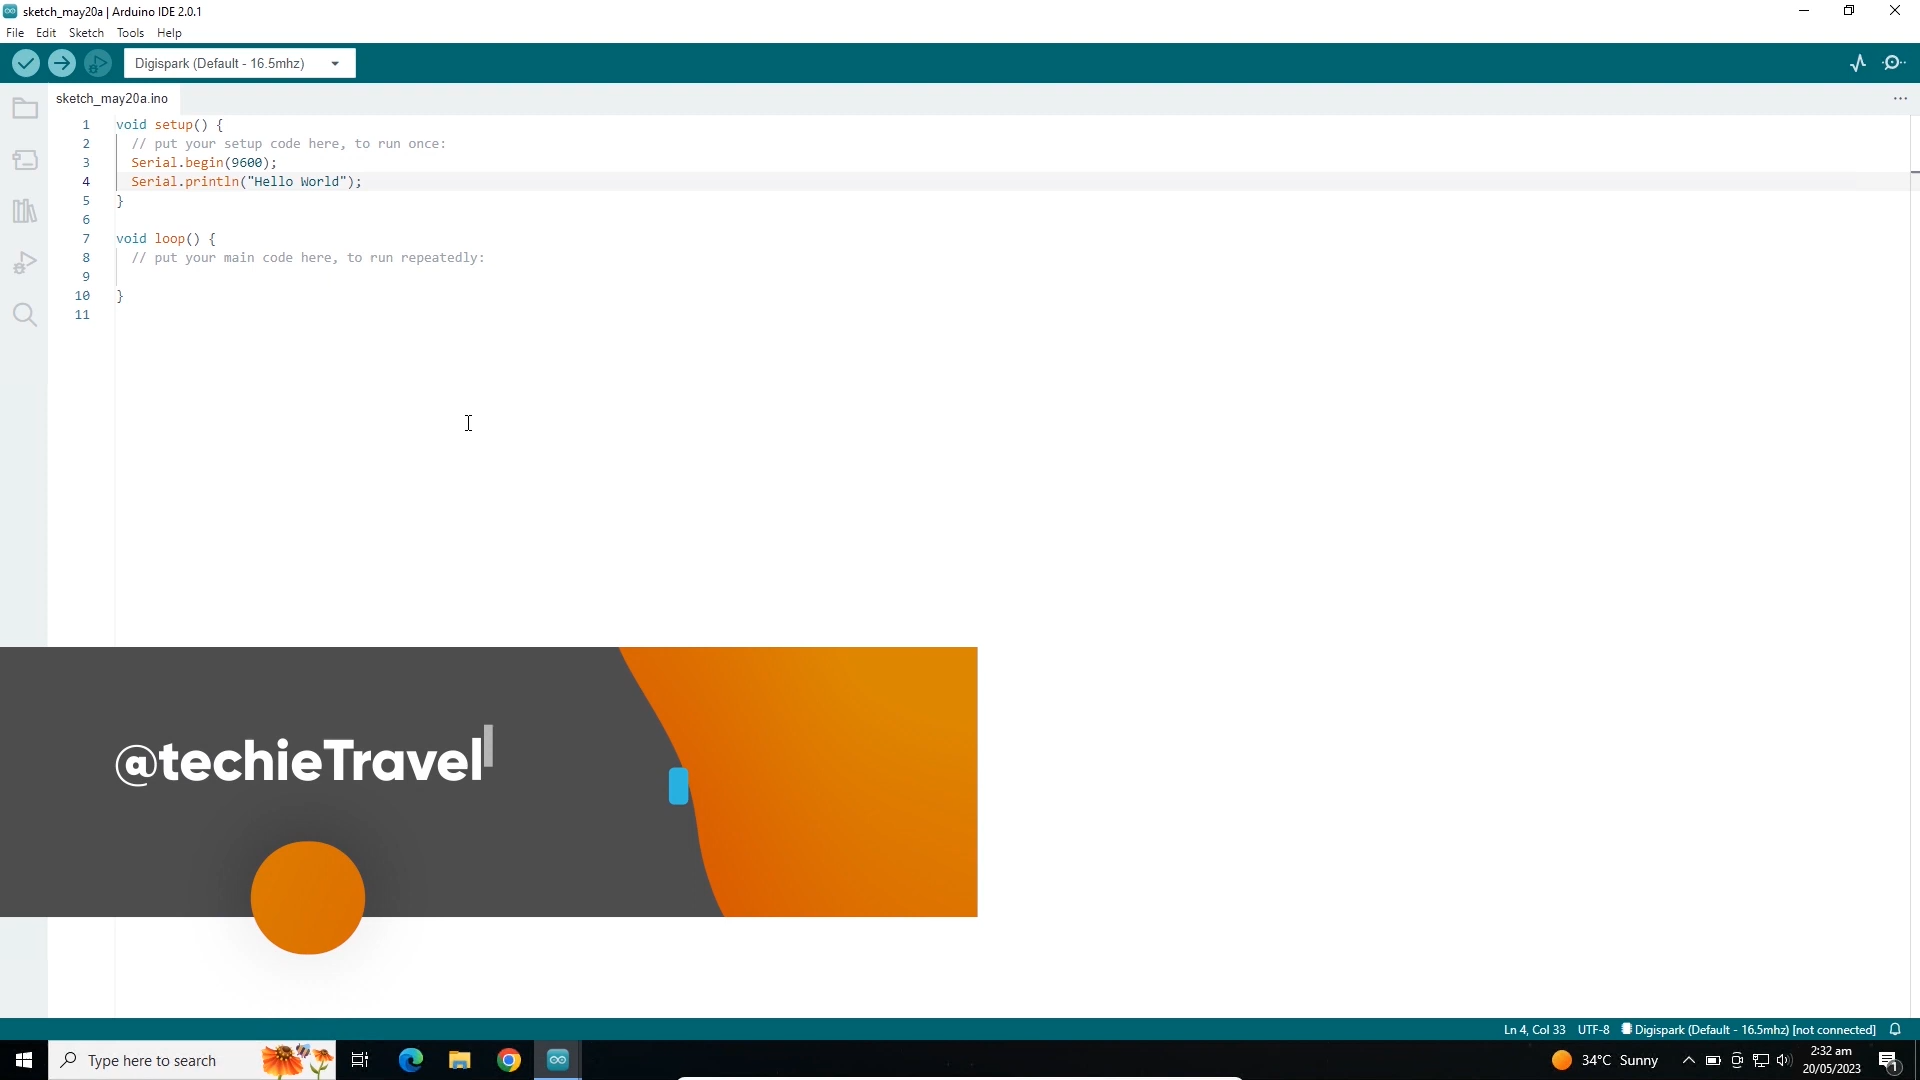 sketch_may20a | Arduino IDE 2.0.1
File Edit Sketch Tools Help
Digispark (Default - 16.5mhz)
sketch_may20a.ino
1 void setup() {
2 // put your setup code here, to run once:
3 Serial.begin(9600);
4 Serial.println("Hello World");
5 }
6
7 void loop() {
8 // put your main code here, to run repeatedly:
9
10 }
11
@techieTravel
Ln 4, Col 33 UTF-8 Digispark (Default - 16.5mhz) [not connected]
Type here to search
34°C Sunny
2:32 am
20/05/2023
1